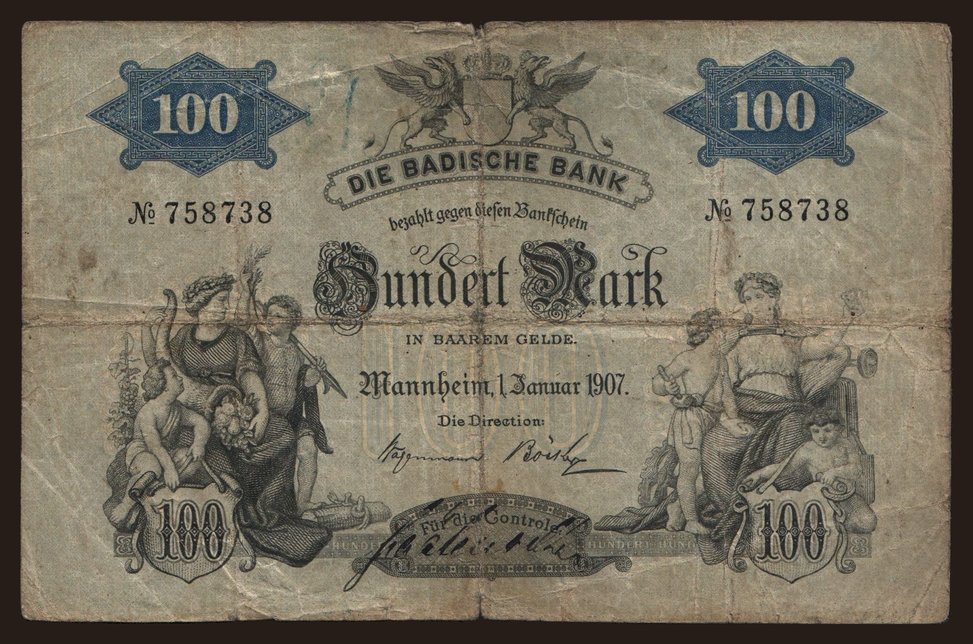 100 100
DIE BADISCHE BANK
№ 758738 № 758738
bezahlt gegen diesen Bankschein
Hundert Mark
IN BAAREM GELDE.
Mannheim, 1. Januar 1907.
Die Direction:
Für die Controle
100 100